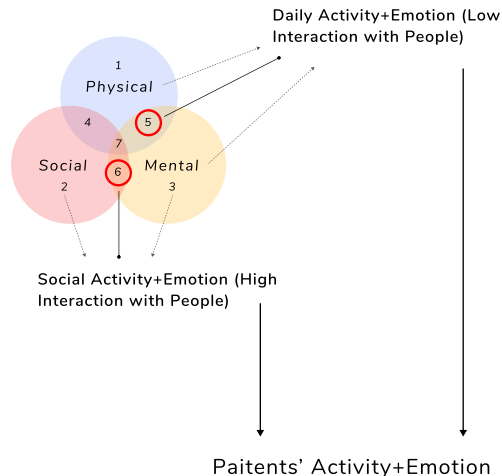 Daily Activity+Emotion (Low
Interaction with People)
1
Physical
4
5
7
Social
6
Mental
2
3
Social Activity+Emotion (High
Interaction with People)
Paitents’ Activity+Emotion